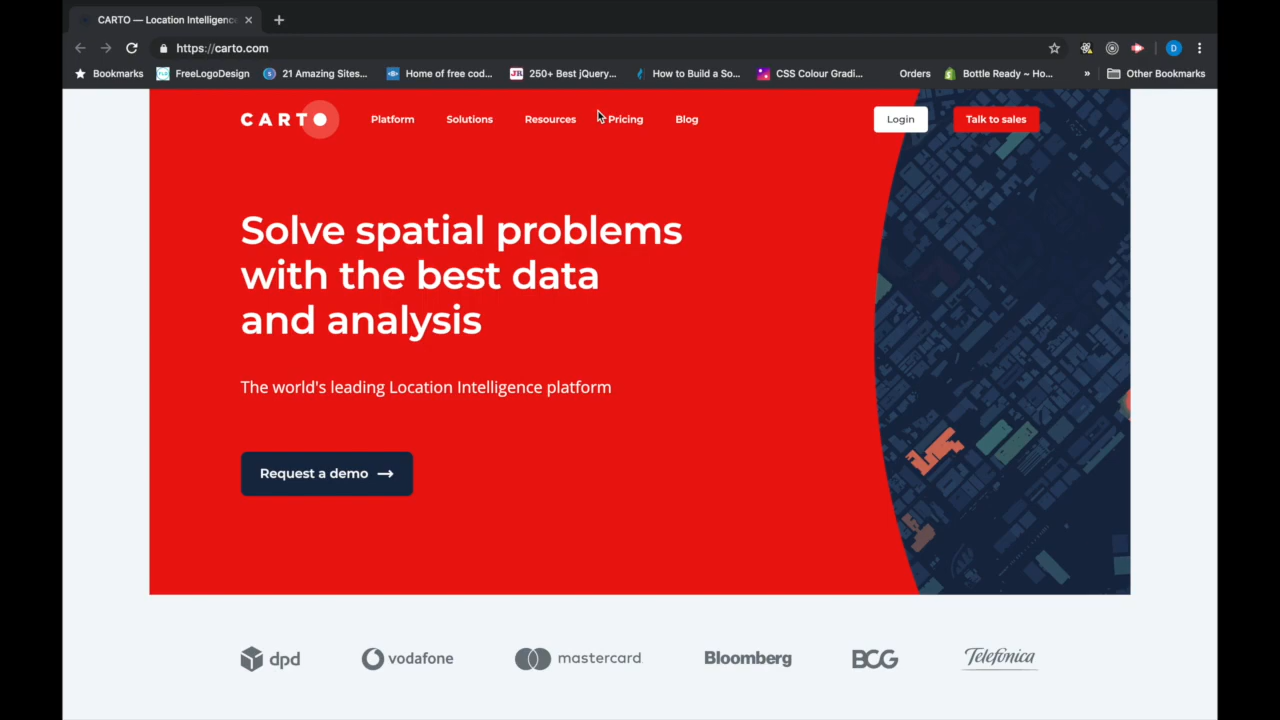 CARTO — Location Intelligence
https://carto.com
D
Bookmarks
FreeLogoDesign
21 Amazing Sites...
Home of free cod...
JR
250+ Best jQuery...
How to Build a So...
CSS Colour Gradi...
Orders
Bottle Ready ~ Ho...
»
Other Bookmarks
CARTO
Platform
Solutions
Resources
Pricing
Blog
Login
Talk to sales
Solve spatial problems
with the best data
and analysis
The world's leading Location Intelligence platform
Request a demo
dpd
vodafone
mastercard
Bloomberg
BCG
Telefónica